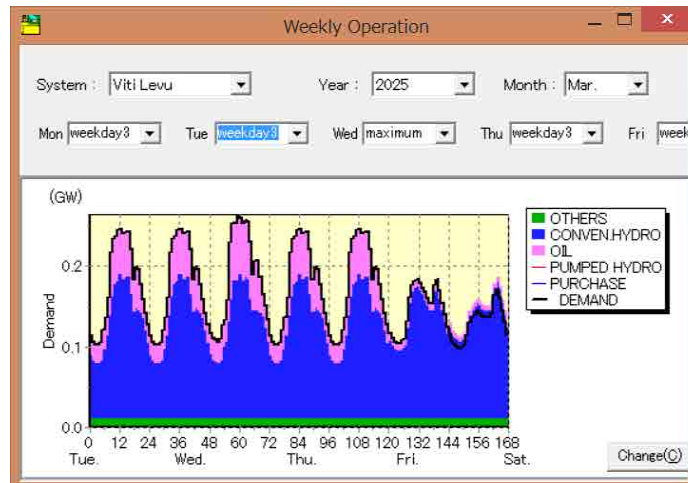 Weekly Operation
System : Viti Levu Year : 2025 Month : Mar.
Mon weekday3 Tue weekday3 Wed maximum Thu weekday3 Fri week
(GW)
OTHERS
CONVEN.HYDRO
OIL
PUMPED HYDRO
PURCHASE
DEMAND
0.2
Demand
0.1
0.0
0 12 24 36 48 60 72 84 96 108 120 132 144 156 168
Tue. Wed. Thu. Fri. Sat.
Change(C)